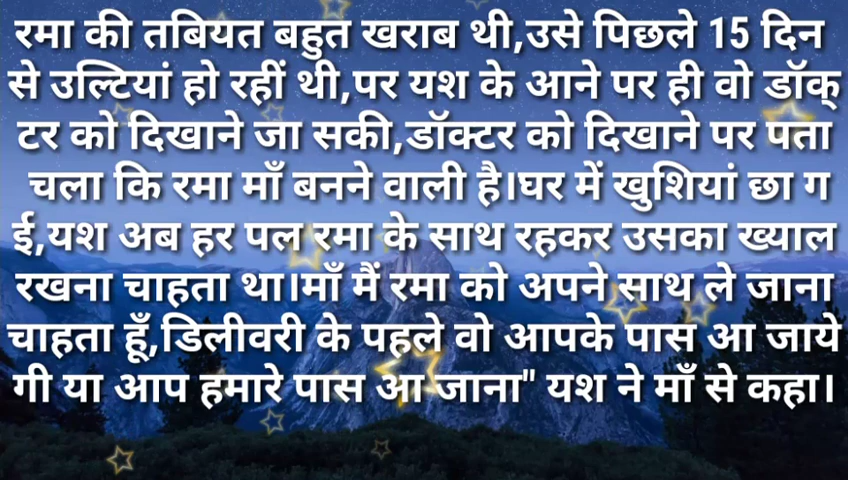 रमा की तबियत बहुत खराब थी,उसे पिछले 15 दिन
से उल्टियां हो रहीं थी,पर यश के आने पर ही वो डॉक्
टर को दिखाने जा सकी,डॉक्टर को दिखाने पर पता
चला कि रमा माँ बनने वाली है।घर में खुशियां छा ग
ई,यश अब हर पल रमा के साथ रहकर उसका ख्याल
रखना चाहता था।माँ मैं रमा को अपने साथ ले जाना
चाहता हूँ,डिलीवरी के पहले वो आपके पास आ जाये
गी या आप हमारे पास आ जाना" यश ने माँ से कहा।